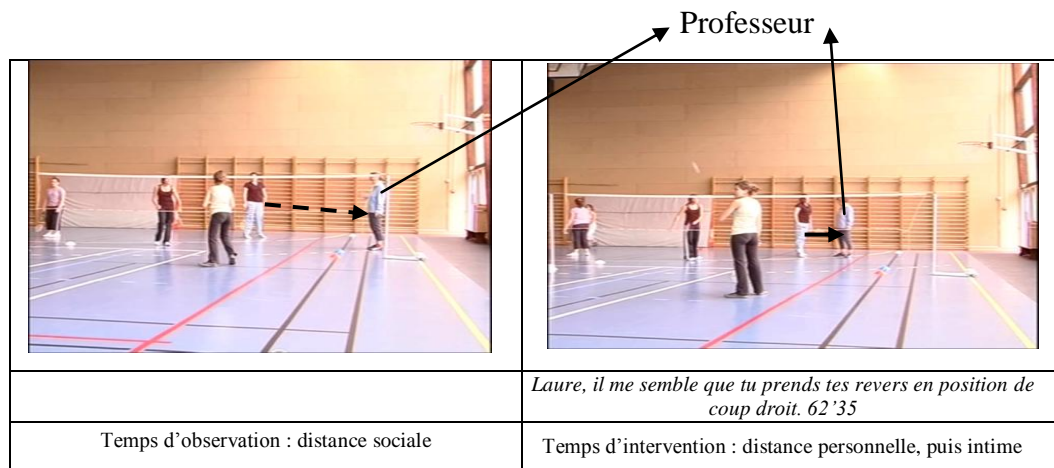 Professeur
Laure, il me semble que tu prends tes revers en position de
coup droit. 62’35
Temps d’observation : distance sociale
Temps d’intervention : distance personnelle, puis intime